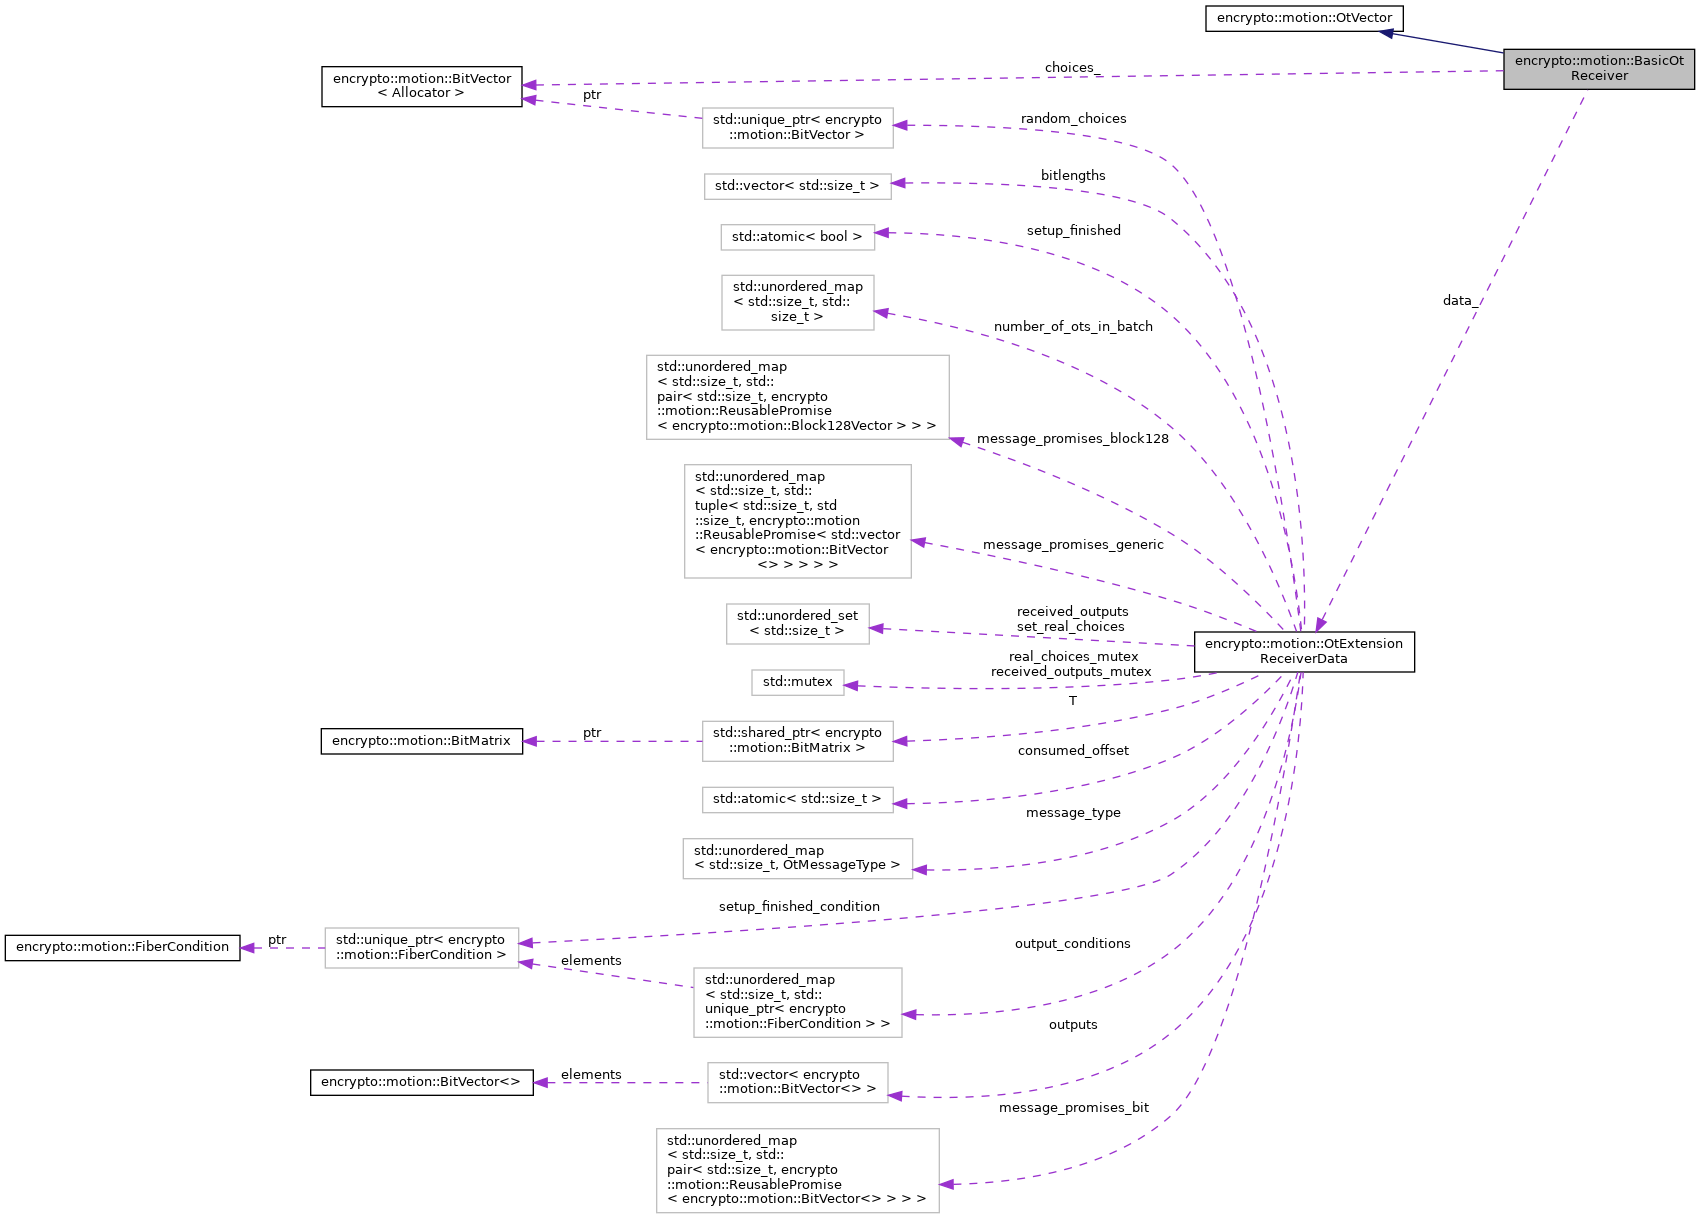 encrypto::motion::OtVector
encrypto::motion::BasicOt
Receiver
choices_
encrypto::motion::BitVector
< Allocator >
ptr
std::unique_ptr< encrypto
::motion::BitVector >
random_choices
bitlengths
std::vector< std::size_t >
setup_finished
std::atomic< bool >
std::unordered_map
< std::size_t, std::
size_t >
data_
number_of_ots_in_batch
std::unordered_map
< std::size_t, std::
pair< std::size_t, encrypto
::motion::ReusablePromise
< encrypto::motion::Block128Vector > > >
message_promises_block128
std::unordered_map
< std::size_t, std::
tuple< std::size_t, std
::size_t, encrypto::motion
::ReusablePromise< std::vector
< encrypto::motion::BitVector
<> > > > >
message_promises_generic
std::unordered_set
< std::size_t >
received_outputs
set_real_choices
encrypto::motion::OtExtension
ReceiverData
real_choices_mutex
received_outputs_mutex
std::mutex
T
encrypto::motion::BitMatrix
ptr
std::shared_ptr< encrypto
::motion::BitMatrix >
consumed_offset
std::atomic< std::size_t >
message_type
std::unordered_map
< std::size_t, OtMessageType >
setup_finished_condition
encrypto::motion::FiberCondition
ptr
std::unique_ptr< encrypto
::motion::FiberCondition >
elements
output_conditions
std::unordered_map
< std::size_t, std::
unique_ptr< encrypto
::motion::FiberCondition > >
outputs
encrypto::motion::BitVector<>
elements
std::vector< encrypto
::motion::BitVector<> >
message_promises_bit
std::unordered_map
< std::size_t, std::
pair< std::size_t, encrypto
::motion::ReusablePromise
< encrypto::motion::BitVector<> > > >